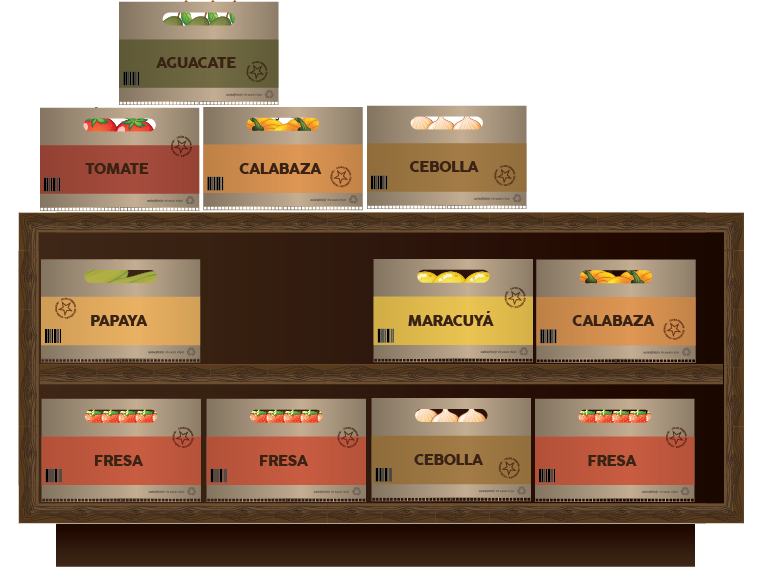 AGUACATE
TOMATE
CALABAZA
CEBOLLA
PAPAYA
MARACUYÁ
CALABAZA
FRESA
FRESA
CEBOLLA
FRESA